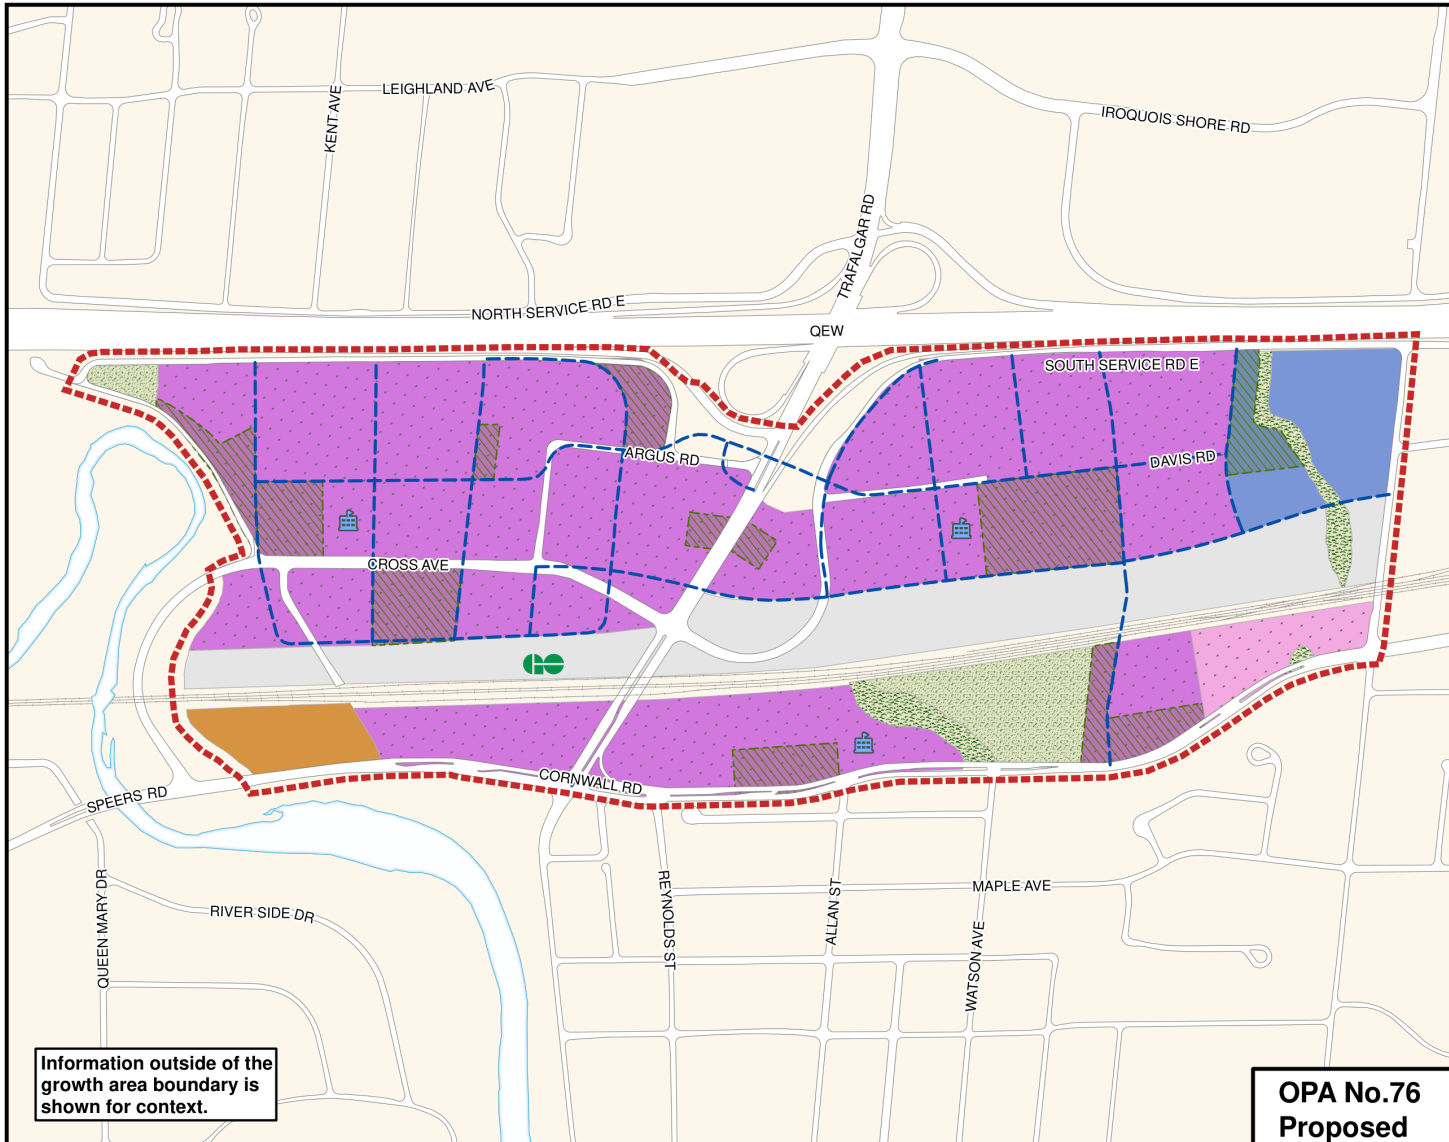 LEIGHLAND AVE
KENT AVE
IROQUOIS SHORE RD
TRAFALGAR RD
NORTH SERVICE RD E
QEW
SOUTH SERVICE RD E
ARGUS RD
DAVIS RD
CROSS AVE
GO
CORNWALL RD
SPEERS RD
QUEEN MARY DR
RIVER SIDE DR
REYNOLDS ST
ALLAN ST
MAPLE AVE
WATSON AVE
Information outside of the
growth area boundary is
shown for context.
OPA No.76
Proposed